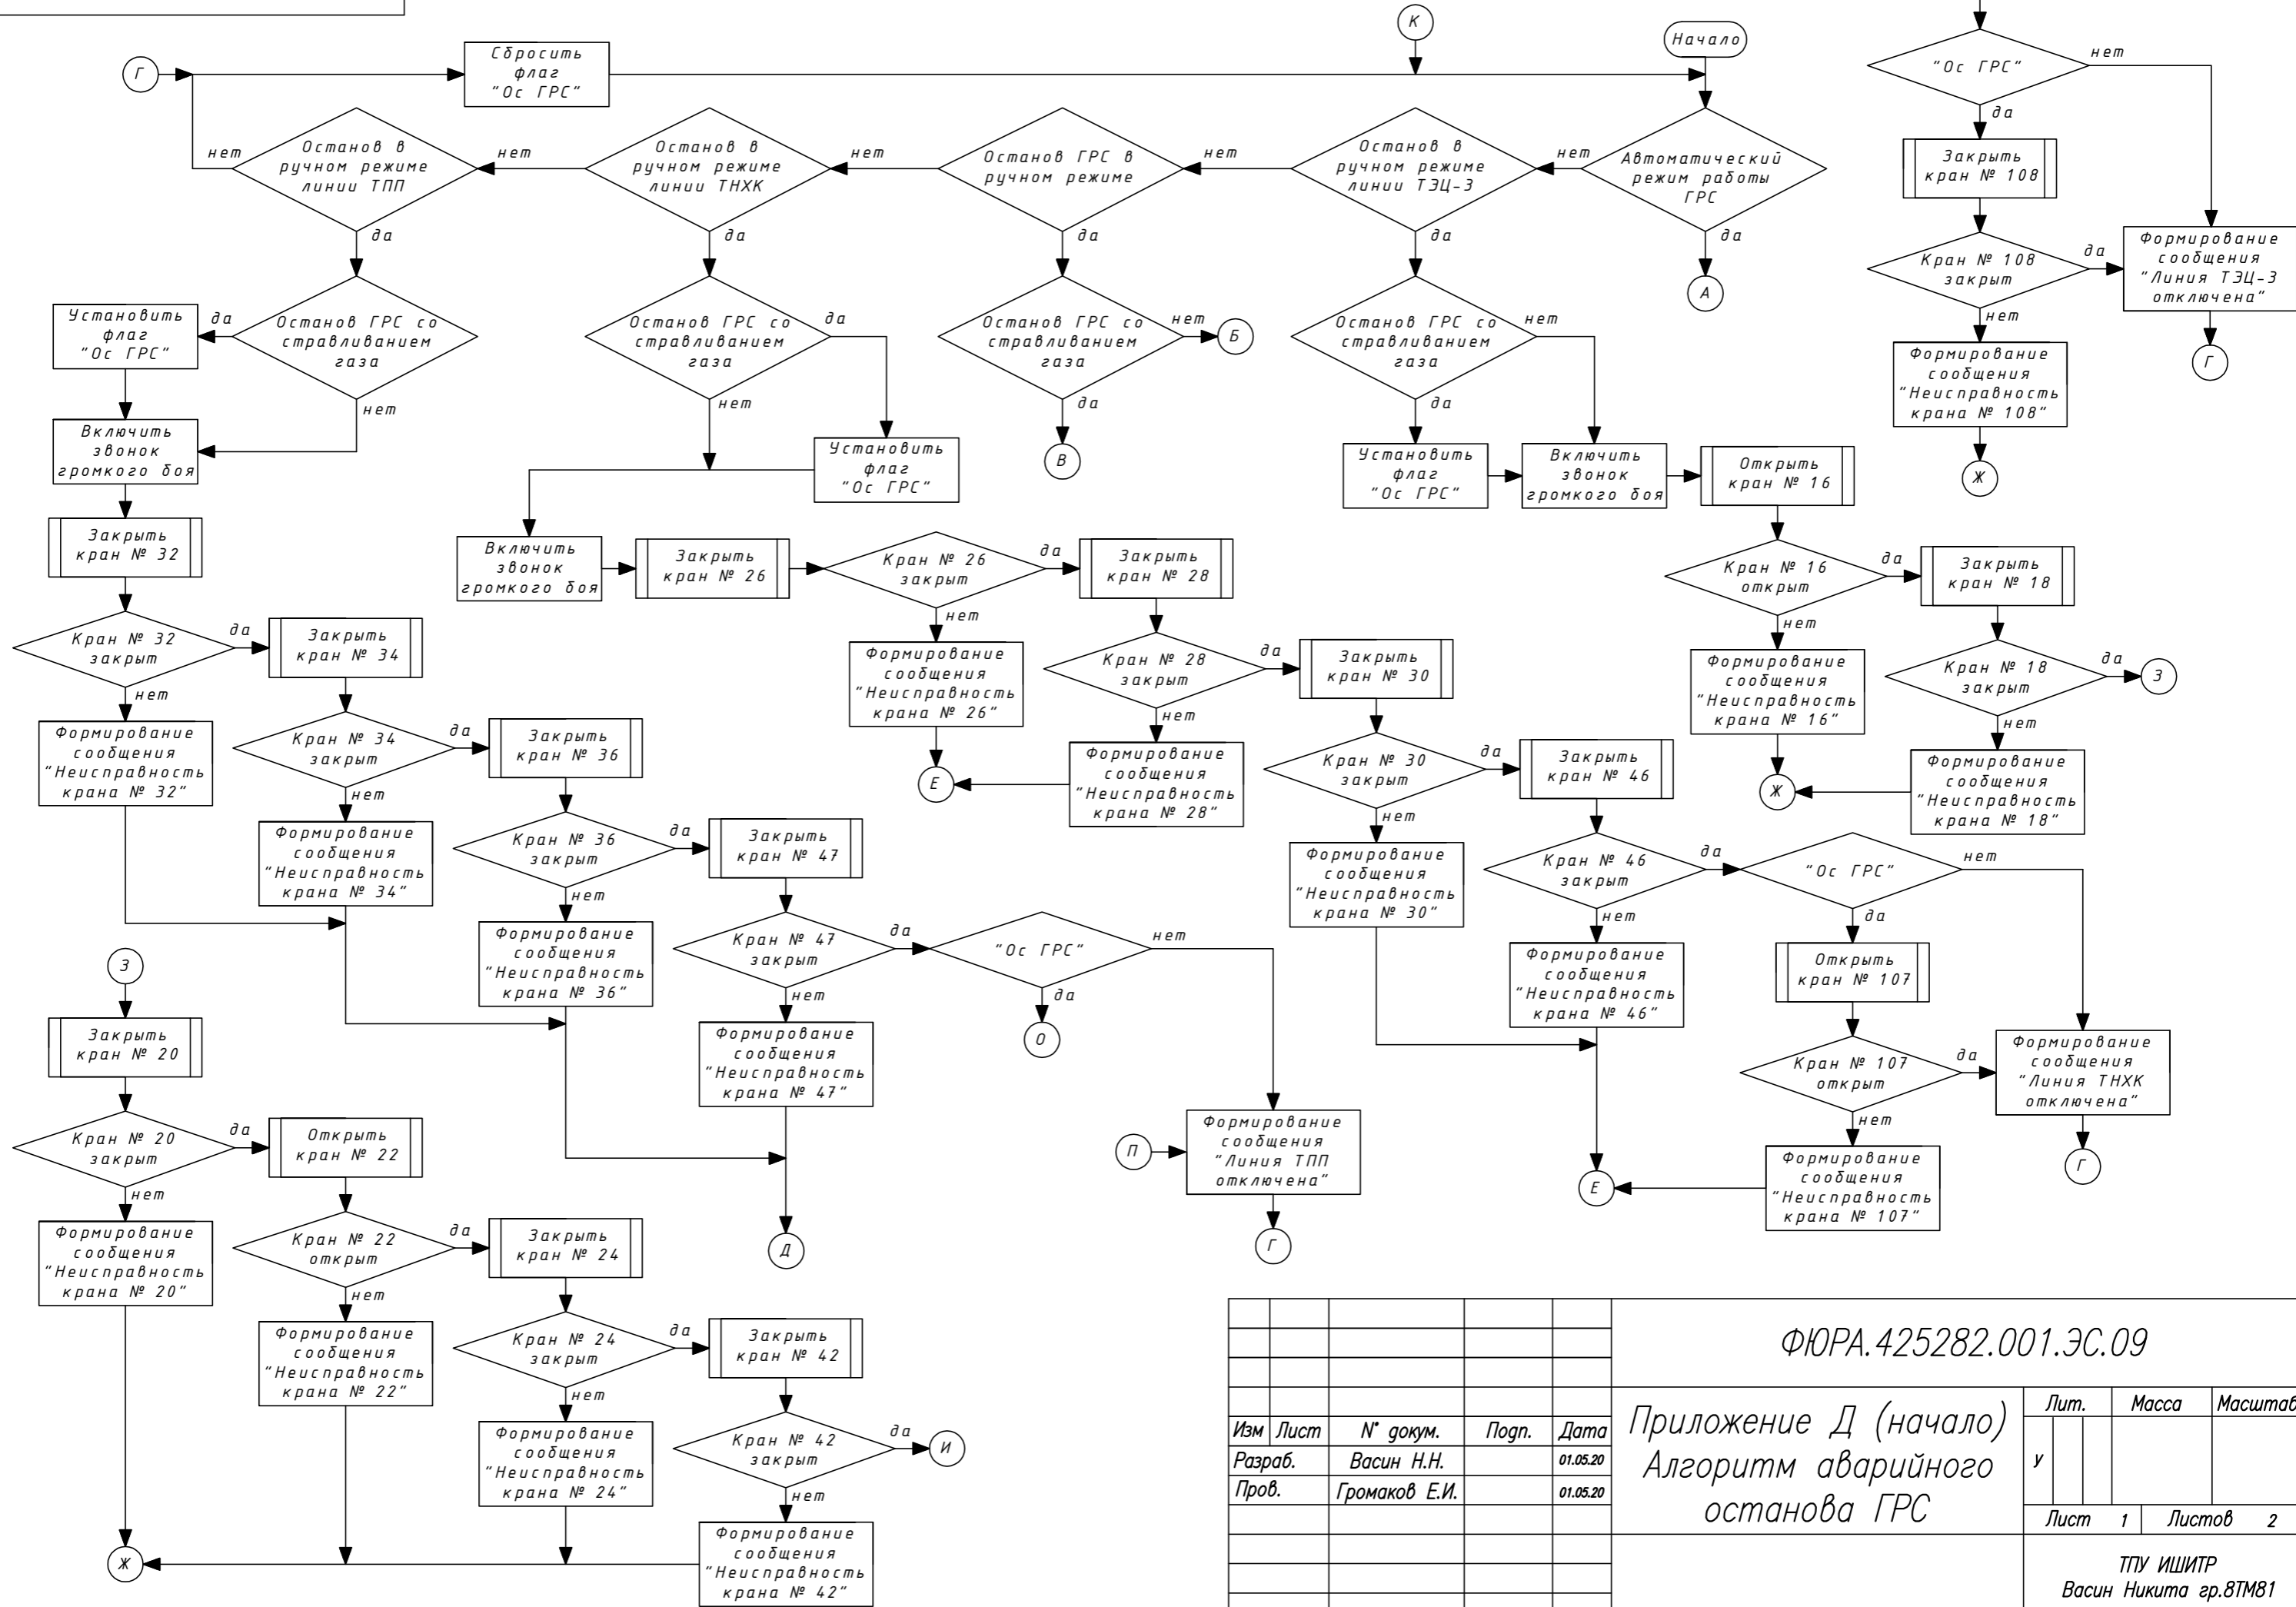 Г
Сбросить
флаг
"Ос ГРС"
К
Начало
"Ос ГРС"
нет
да
Останов в
ручном режиме
линии ТПП
нет
да
Останов в
ручном режиме
линии ТНХК
нет
да
Останов ГРС в
ручном режиме
нет
да
Останов в
ручном режиме
линии ТЭЦ-3
нет
да
Автоматический
режим работы
ГРС
нет
да
А
Закрыть
кран № 108
Кран № 108
закрыт
да
нет
Формирование
сообщения
"Линия ТЭЦ-3
отключена"
Г
Формирование
сообщения
"Неисправность
крана № 108"
Ж
Установить
флаг
"Ос ГРС"
да
Останов ГРС со
стравливанием
газа
нет
Останов ГРС со
стравливанием
газа
да
нет
Установить
флаг
"Ос ГРС"
Останов ГРС со
стравливанием
газа
нет
Б
да
В
Останов ГРС со
стравливанием
газа
нет
да
Установить
флаг
"Ос ГРС"
Включить
звонок
громкого боя
Открыть
кран № 16
Кран № 16
открыт
да
нет
Закрыть
кран № 18
Кран № 18
закрыт
да
З
нет
Формирование
сообщения
"Неисправность
крана № 16"
Ж
Формирование
сообщения
"Неисправность
крана № 18"
Включить
звонок
громкого боя
Закрыть
кран № 32
Кран № 32
закрыт
да
нет
Формирование
сообщения
"Неисправность
крана № 32"
Закрыть
кран № 34
Кран № 34
закрыт
да
нет
Формирование
сообщения
"Неисправность
крана № 34"
Закрыть
кран № 36
Кран № 36
закрыт
да
нет
Формирование
сообщения
"Неисправность
крана № 36"
Закрыть
кран № 47
Кран № 47
закрыт
да
нет
Формирование
сообщения
"Неисправность
крана № 47"
Д
"Ос ГРС"
нет
да
О
П
Формирование
сообщения
"Линия ТПП
отключена"
Г
Включить
звонок
громкого боя
Закрыть
кран № 26
Кран № 26
закрыт
да
нет
Формирование
сообщения
"Неисправность
крана № 26"
Е
Закрыть
кран № 28
Кран № 28
закрыт
да
нет
Формирование
сообщения
"Неисправность
крана № 28"
Закрыть
кран № 30
Кран № 30
закрыт
да
нет
Формирование
сообщения
"Неисправность
крана № 30"
Закрыть
кран № 46
Кран № 46
закрыт
да
нет
Формирование
сообщения
"Неисправность
крана № 46"
Е
"Ос ГРС"
нет
да
Открыть
кран № 107
Кран № 107
открыт
да
нет
Формирование
сообщения
"Неисправность
крана № 107"
Формирование
сообщения
"Линия ТНХК
отключена"
Г
З
Закрыть
кран № 20
Кран № 20
закрыт
да
нет
Формирование
сообщения
"Неисправность
крана № 20"
Ж
Открыть
кран № 22
Кран № 22
открыт
да
нет
Формирование
сообщения
"Неисправность
крана № 22"
Закрыть
кран № 24
Кран № 24
закрыт
да
нет
Формирование
сообщения
"Неисправность
крана № 24"
Закрыть
кран № 42
Кран № 42
закрыт
да
И
нет
Формирование
сообщения
"Неисправность
крана № 42"
ФЮРА.425282.001.ЭС.09
Изм Лист N° докум. Подп. Дата
Разраб. Васин Н.Н. 01.05.20
Пров. Громаков Е.И. 01.05.20
Приложение Д (начало)
Алгоритм аварийного
останова ГРС
Лит. Масса Масштаб
у
Лист 1 Листов 2
ТПУ ИШИТР
Васин Никита гр.8ТМ81